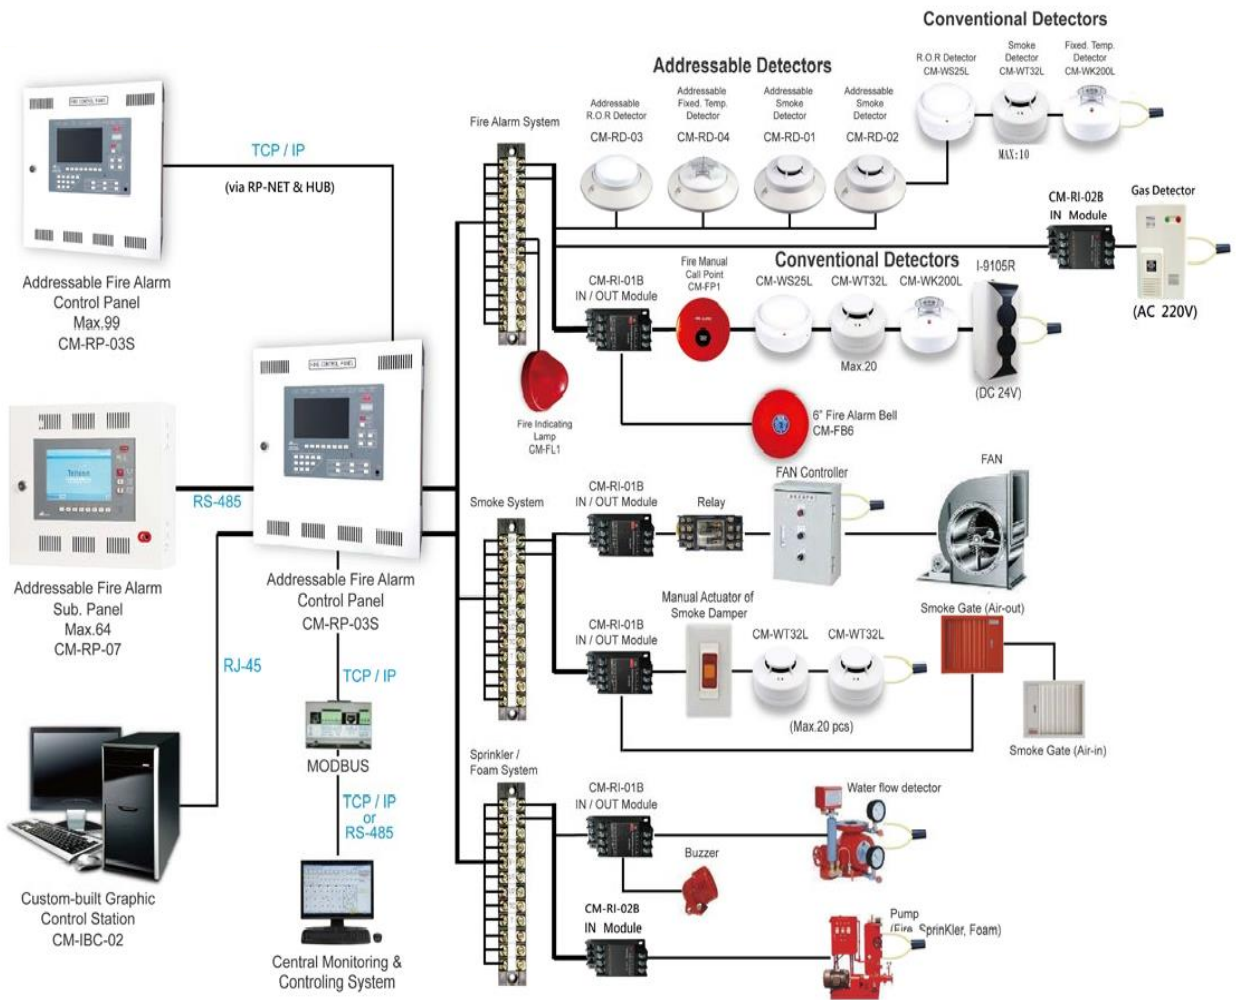 Conventional Detectors
R.O.R Detector
CM-WS25L
Smoke
Detector
CM-WT32L
Fixed. Temp.
Detector
CM-WK200L
MAX:10
Addressable Detectors
Addressable
R.O.R Detector
CM-RD-03
Addressable
Fixed. Temp.
Detector
CM-RD-04
Addressable
Smoke
Detector
CM-RD-01
Addressable
Smoke
Detector
CM-RD-02
Fire Alarm System
FIRE CONTROL PANEL
TCP / IP
(via RP-NET & HUB)
Addressable Fire Alarm
Control Panel
Max.99
CM-RP-03S
CM-RI-02B
IN Module
Gas Detector
(AC 220V)
Conventional Detectors
CM-RI-01B
IN / OUT Module
Fire Manual
Call Point
CM-FP1
CM-WS25L
CM-WT32L
CM-WK200L
I-9105R
Max.20
(DC 24V)
Fire Indicating
Lamp
CM-FL1
6" Fire Alarm Bell
CM-FB6
FIRE CONTROL PANEL
Addressable Fire Alarm
Control Panel
CM-RP-03S
RS-485
Addressable Fire Alarm
Sub. Panel
Max.64
CM-RP-07
RJ-45
Custom-built Graphic
Control Station
CM-IBC-02
TCP / IP
MODBUS
TCP / IP
or
RS-485
Central Monitoring &
Controling System
Smoke System
CM-RI-01B
IN / OUT Module
Relay
FAN Controller
FAN
CM-RI-01B
IN / OUT Module
Manual Actuator of
Smoke Damper
CM-WT32L
CM-WT32L
(Max.20 pcs)
Smoke Gate (Air-out)
Smoke Gate (Air-in)
Sprinkler /
Foam System
CM-RI-01B
IN / OUT Module
Buzzer
Water flow detector
CM-RI-02B
IN Module
Pump
(Fire, SprinKler, Foam)